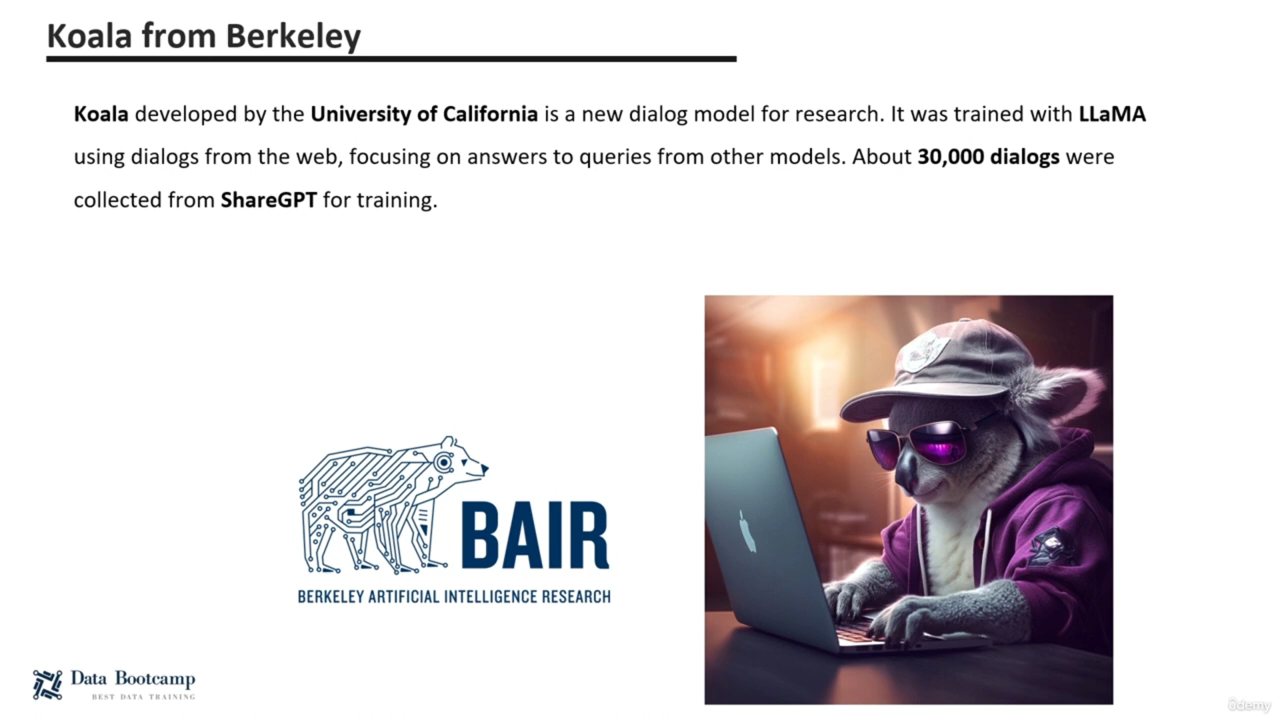 Koala from Berkeley
Koala developed by the University of California is a new dialog model for research. It was trained with LLaMA
using dialogs from the web, focusing on answers to queries from other models. About 30,000 dialogs were
collected from ShareGPT for training.
BAIR
BERKELEY ARTIFICIAL INTELLIGENCE RESEARCH
Data Bootcamp
BEST DATA TRAINING
ûdemy